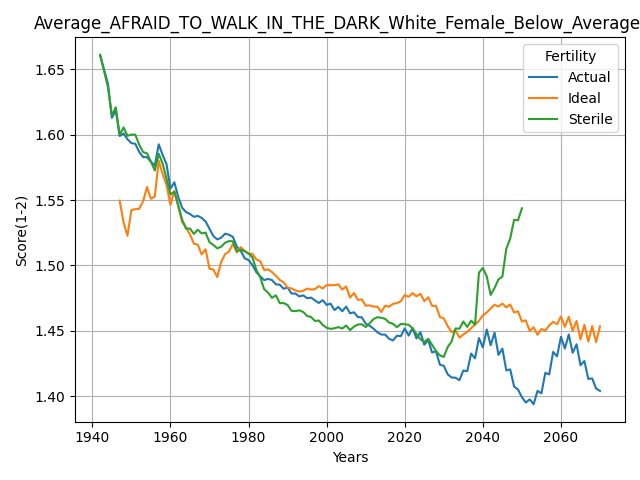 Average_AFRAID_TO_WALK_IN_THE_DARK_White_Female_Below_Average
Fertility
Actual
Ideal
Sterile
Score(1-2)
1.65
1.60
1.55
1.50
1.45
1.40
1940 1960 1980 2000 2020 2040 2060
Years